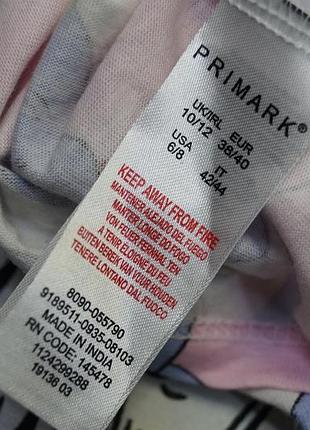 PRIMARK®
UK/IRL EUR
10/12 38/40
USA IT
6/8 42/44
KEEP AWAY FROM FIRE
MANTENER ALEJADO DEL FUEGO
MANTER LONGE DO FOGO
VON FEUER FERNHALTEN
A TENIR ÉLOIGNÉ DU FEU
BUITEN BEREIK VAN VUUR HOUDEN
TENERE LONTANO DAL FUOCO
8090-055790
9189511-0935-08103
MADE IN INDIA
RN CODE: 145478
1124299288
19136 03